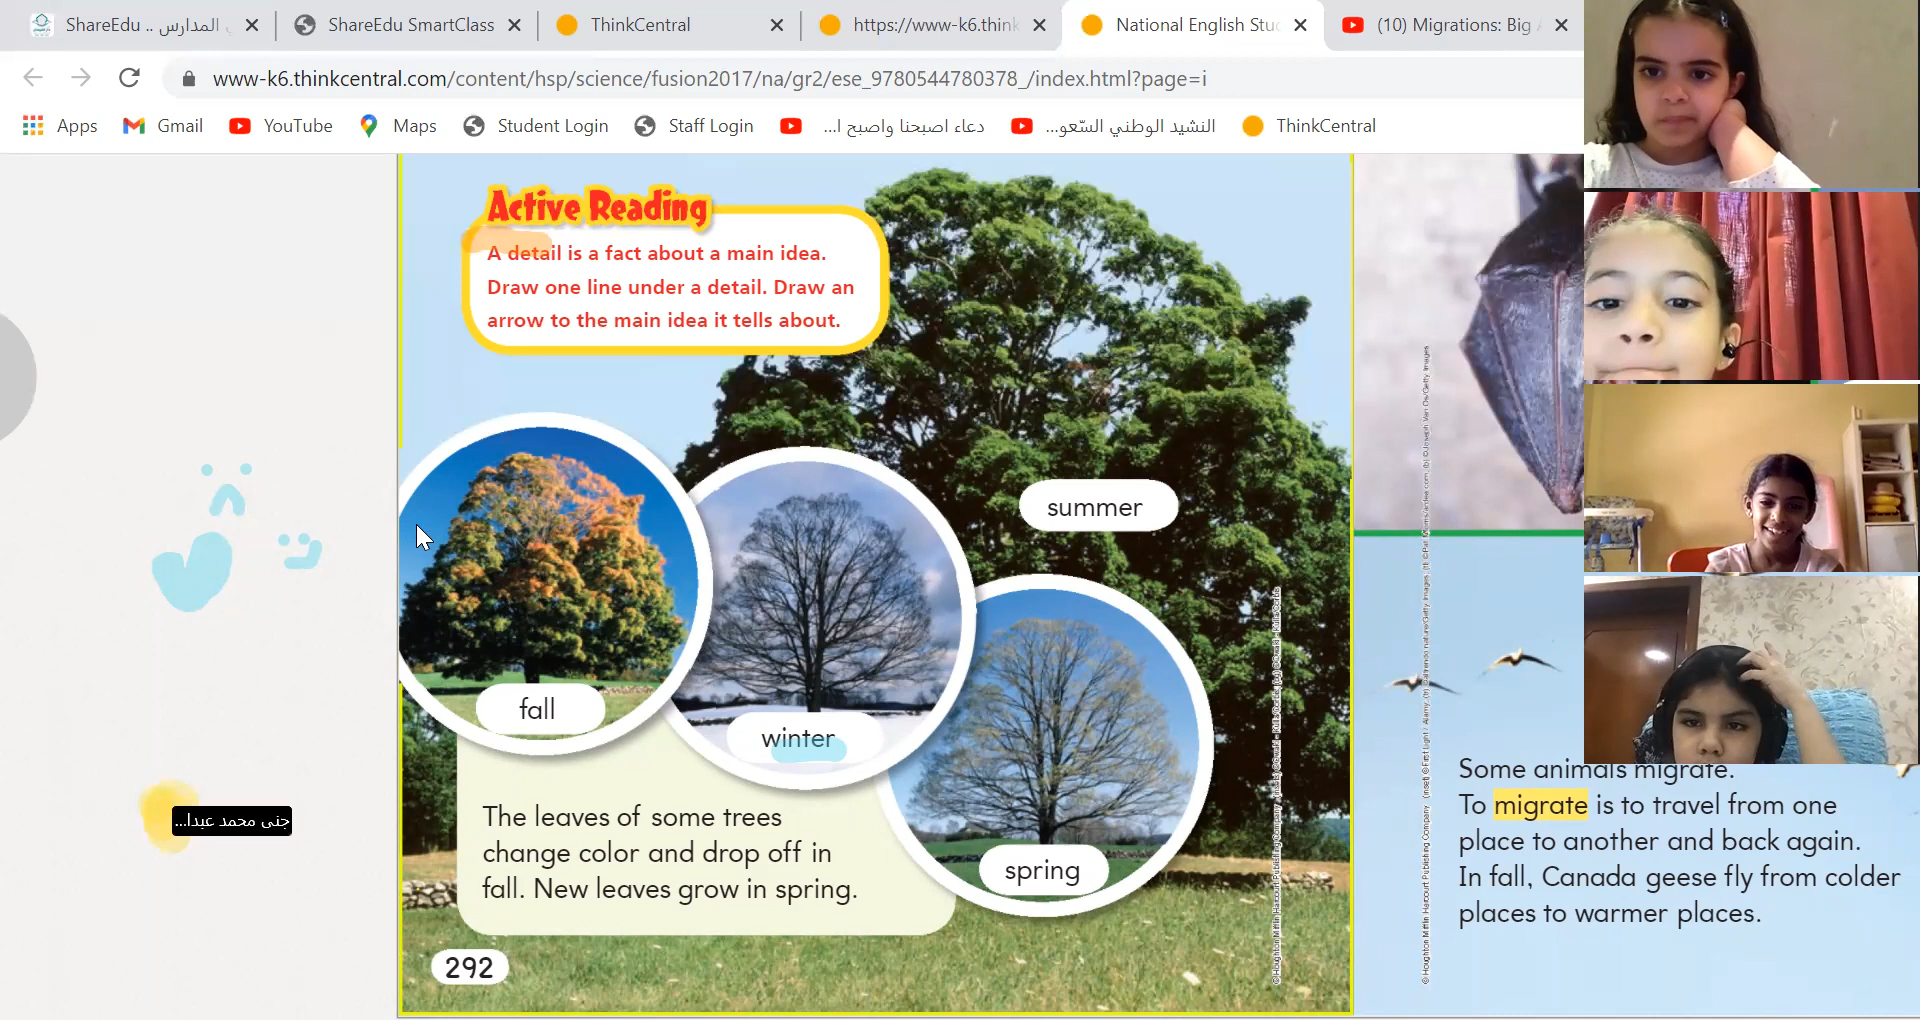 ShareEdu .. ي المدارس
ShareEdu SmartClass
ThinkCentral
https://www-k6.think
National English Stu
(10) Migrations: Big
www-k6.thinkcentral.com/content/hsp/science/fusion2017/na/gr2/ese_9780544780378_/index.html?page=i
Apps
Gmail
YouTube
Maps
Student Login
Staff Login
دعاء اصبحنا واصبح ا...
النشيد الوطني السّعو...
ThinkCentral
Active Reading
A detail is a fact about a main idea.
Draw one line under a detail. Draw an
arrow to the main idea it tells about.
summer
fall
winter
spring
The leaves of some trees
change color and drop off in
fall. New leaves grow in spring.
292
جنى محمد عبدا...
Some animals migrate.
To migrate is to travel from one
place to another and back again.
In fall, Canada geese fly from colder
places to warmer places.